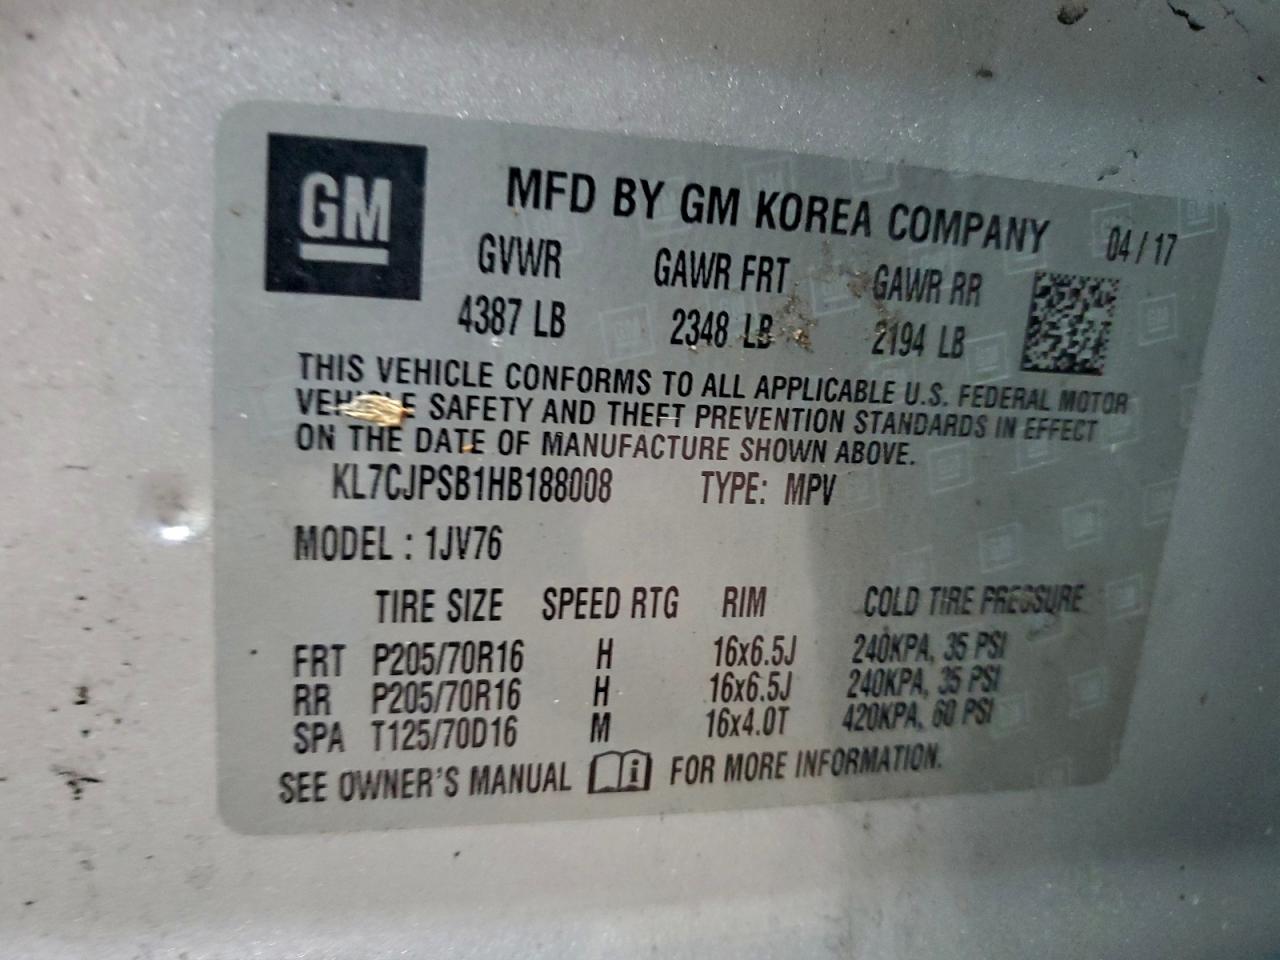 GM
MFD BY GM KOREA COMPANY 04/17
GVWR GAWR FRT GAWR RR
4387 LB 2348 LB 2194 LB
THIS VEHICLE CONFORMS TO ALL APPLICABLE U.S. FEDERAL MOTOR
VEHICLE SAFETY AND THEFT PREVENTION STANDARDS IN EFFECT
ON THE DATE OF MANUFACTURE SHOWN ABOVE.
KL7CJPSB1HB188008 TYPE: MPV
MODEL : 1JV76
TIRE SIZE SPEED RTG RIM COLD TIRE PRESSURE
FRT P205/70R16 H 16x6.5J 240KPA, 35 PSI
RR P205/70R16 H 16x6.5J 240KPA, 35 PSI
SPA T125/70D16 M 16x4.0T 420KPA, 60 PSI
SEE OWNER'S MANUAL FOR MORE INFORMATION.